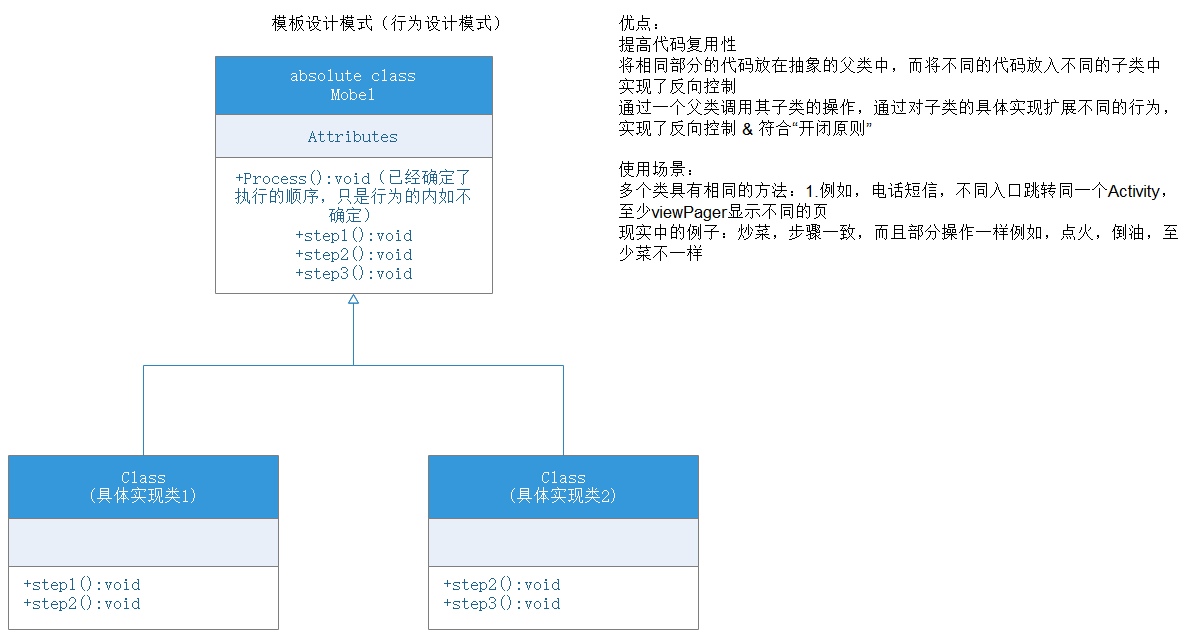 模板设计模式（行为设计模式）
absolute class
Mobel
Attributes
+Process():void（已经确定了
执行的顺序，只是行为的内如不
确定）
+step1():void
+step2():void
+step3():void
Class
(具体实现类1)
+step1():void
+step2():void
Class
(具体实现类2)
+step2():void
+step3():void
优点：
提高代码复用性
将相同部分的代码放在抽象的父类中，而将不同的代码放入不同的子类中
实现了反向控制
通过一个父类调用其子类的操作，通过对子类的具体实现扩展不同的行为，
实现了反向控制 & 符合“开闭原则”
使用场景：
多个类具有相同的方法：1.例如，电话短信，不同入口跳转同一个Activity，
至少viewPager显示不同的页
现实中的例子：炒菜，步骤一致，而且部分操作一样例如，点火，倒油，至
少菜不一样